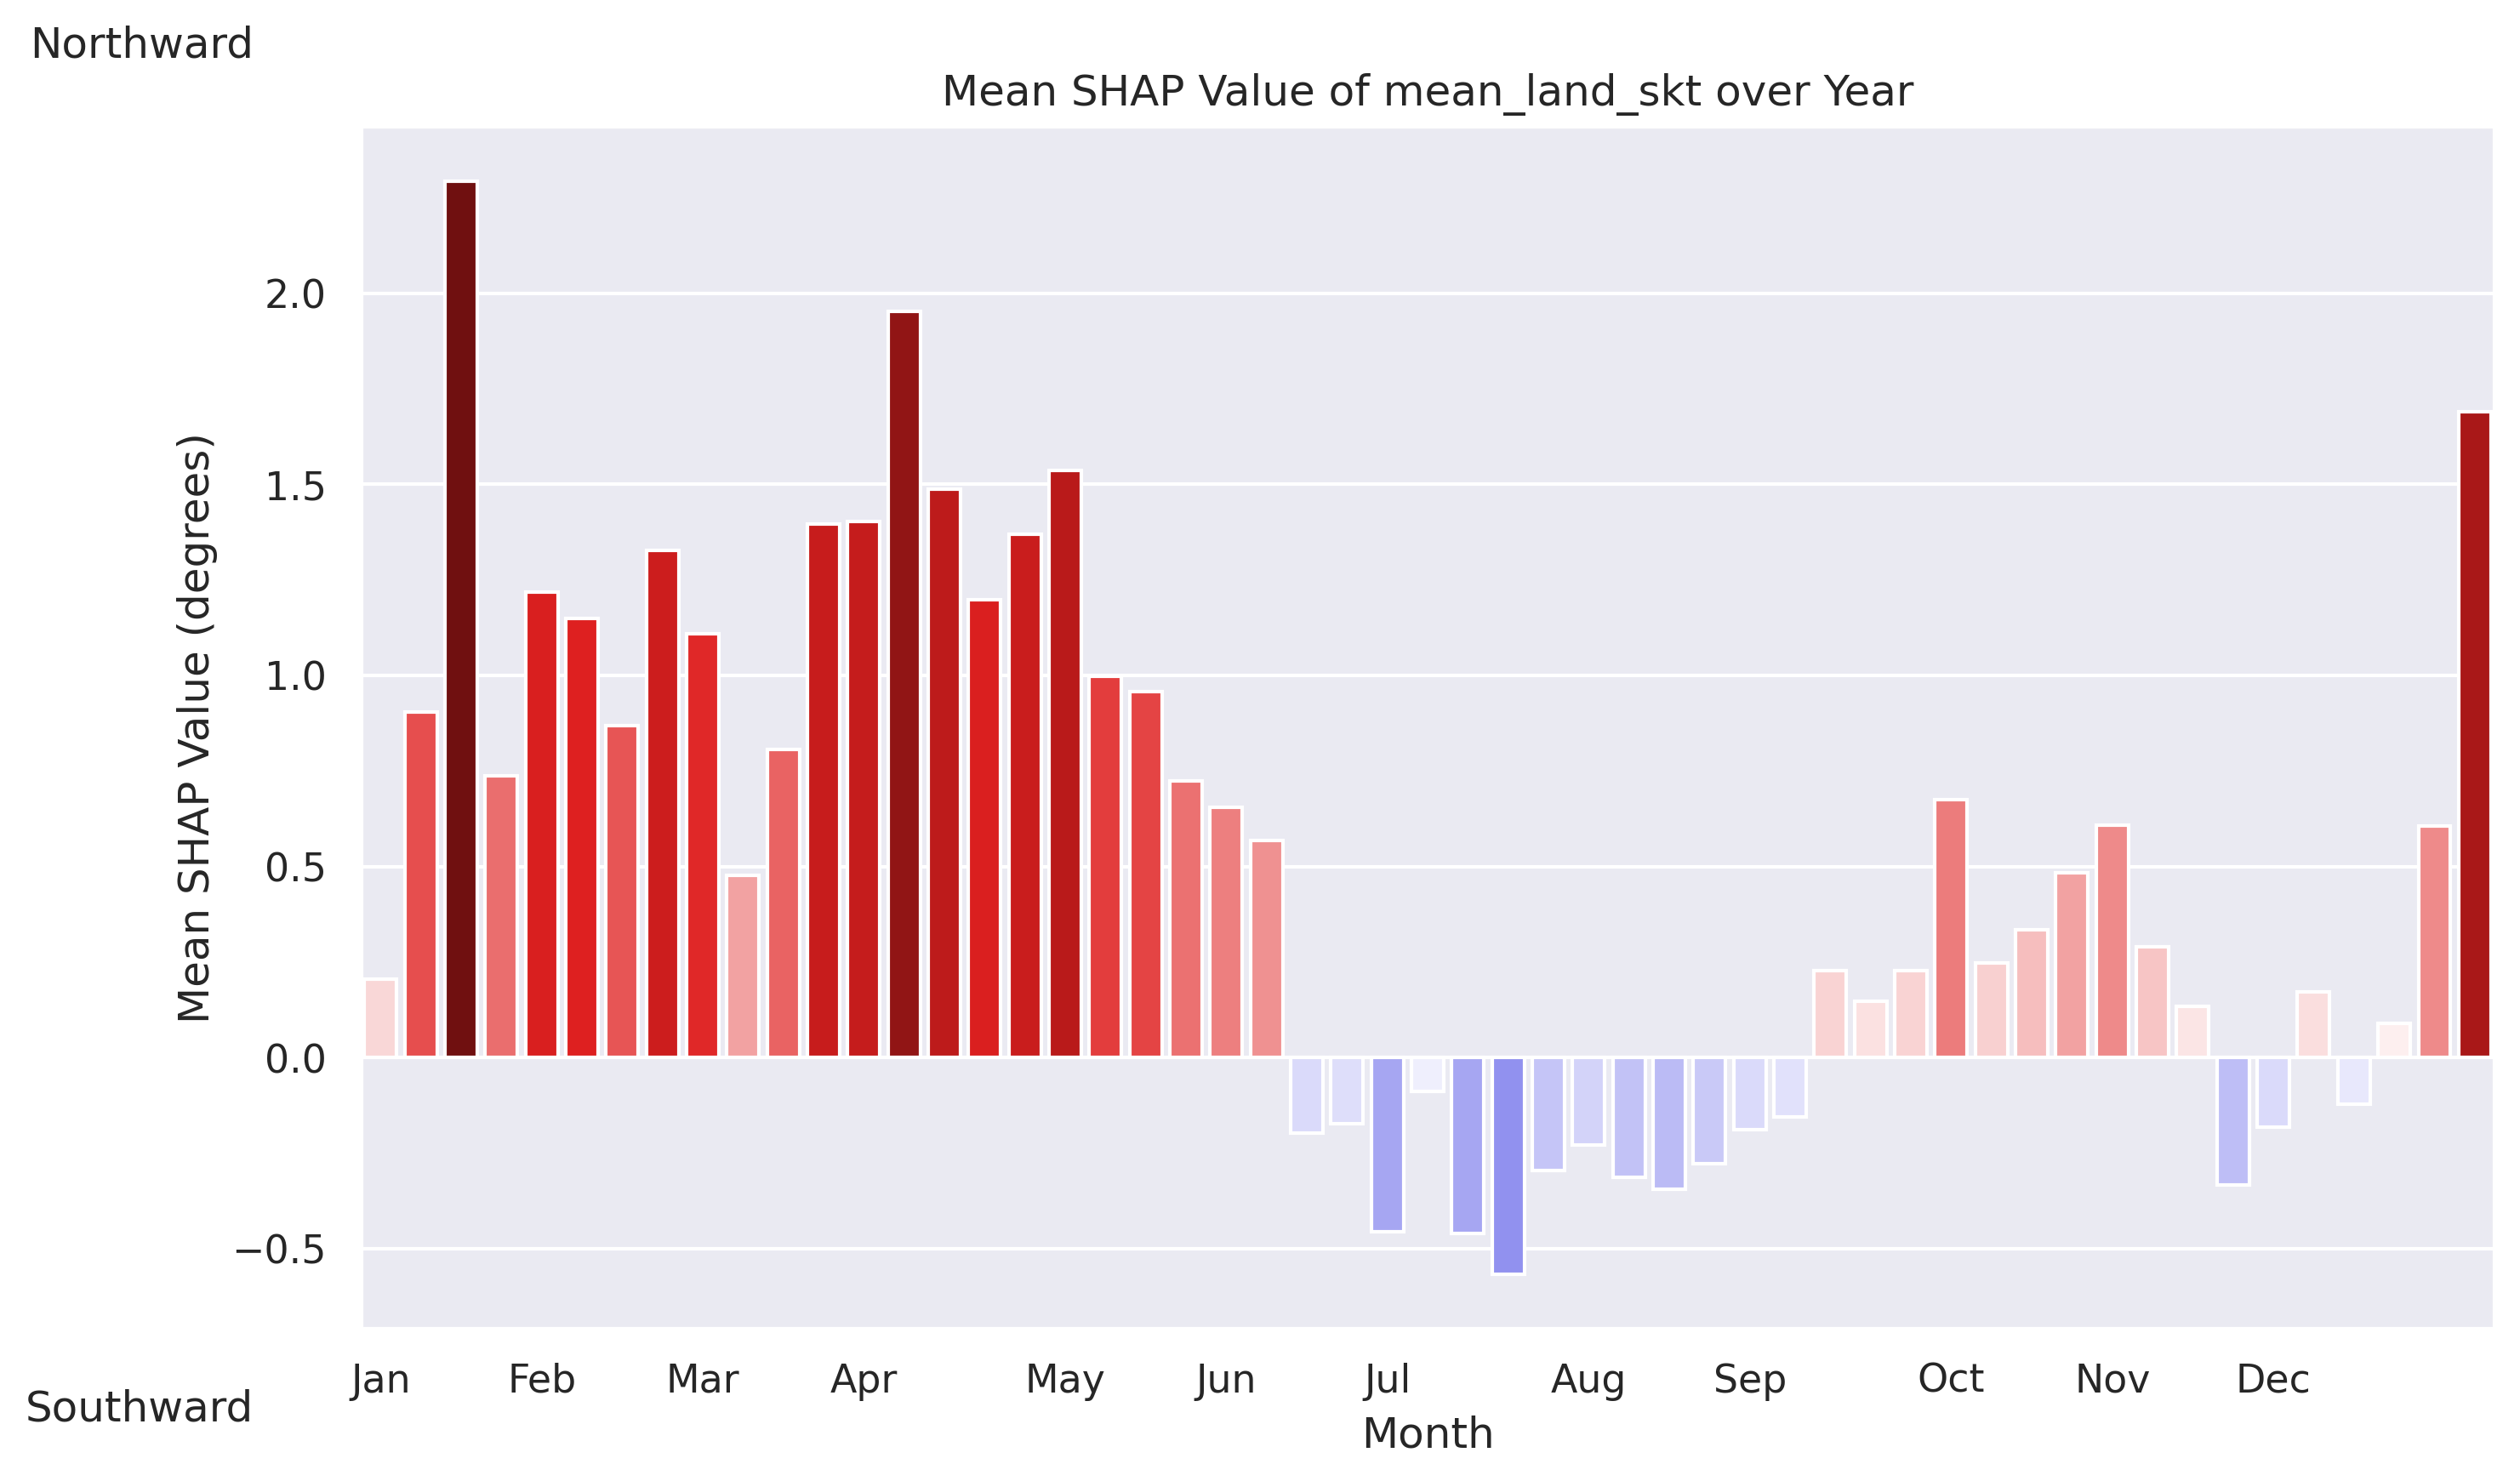 Northward
Mean SHAP Value of mean_land_skt over Year
Mean SHAP Value (degrees)
2.0
1.5
1.0
0.5
0.0
−0.5
Jan Feb Mar Apr May Jun Jul Aug Sep Oct Nov Dec
Southward
Month